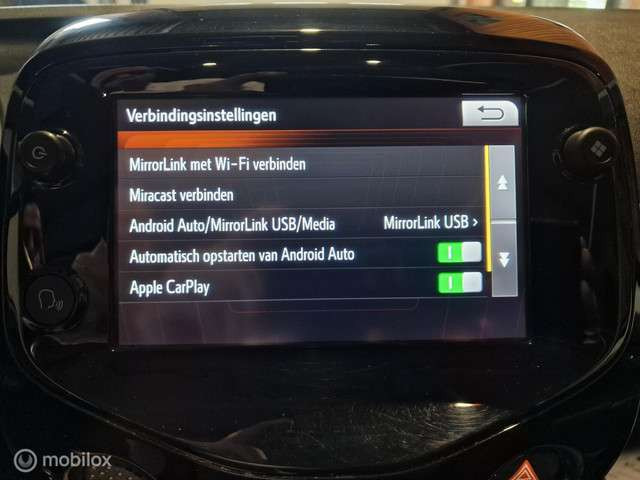 Verbindingsinstellingen
MirrorLink met Wi-Fi verbinden
Miracast verbinden
Android Auto/MirrorLink USB/Media MirrorLink USB >
Automatisch opstarten van Android Auto
Apple CarPlay
mobilox